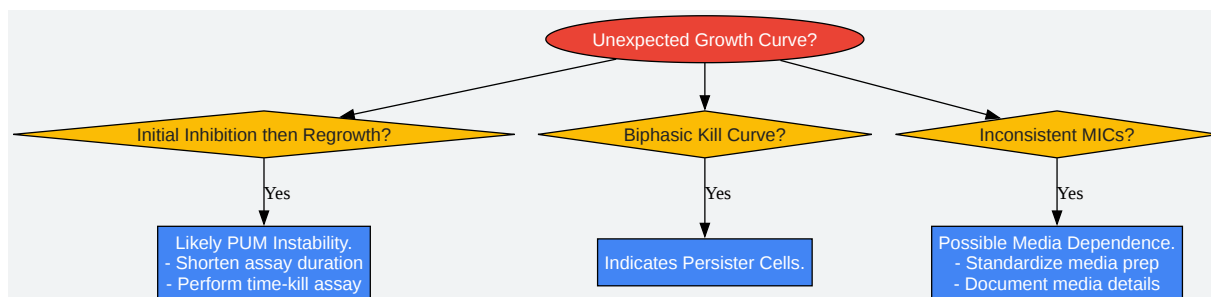 Unexpected Growth Curve?
Initial Inhibition then Regrowth?
Biphasic Kill Curve?
Inconsistent MICs?
Yes
Yes
Yes
Likely PUM Instability.
- Shorten assay duration
- Perform time-kill assay
Indicates Persister Cells.
Possible Media Dependence.
- Standardize media prep
- Document media details